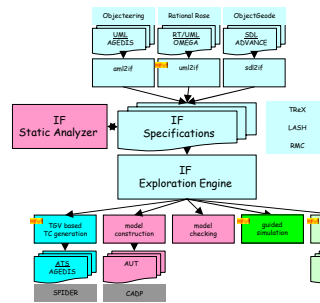 Objecteering
Rational Rose
ObjectGeode
UML
AGEDIS
RT/UML
OMEGA
SDL
ADVANCE
aml2if
uml2if
sdl2if
IF
Static Analyzer
IF
Specifications
TReX
LASH
RMC
IF
Exploration Engine
TGV based
TC generation
model
construction
model
checking
guided
simulation
ATS
AGEDIS
AUT
SPIDER
CADP